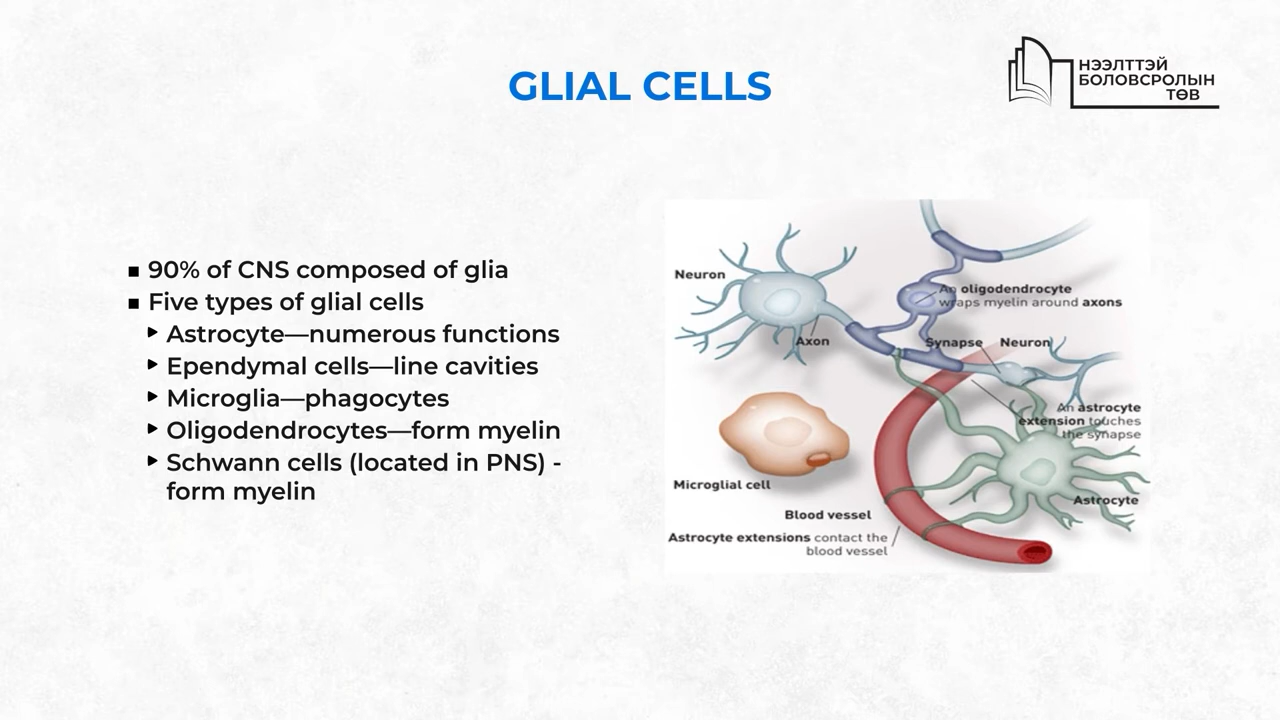 GLIAL CELLS
НЭЭЛТТЭЙ
БОЛОВСРОЛЫН
ТӨВ
▪ 90% of CNS composed of glia
▪ Five types of glial cells
‣ Astrocyte—numerous functions
‣ Ependymal cells—line cavities
‣ Microglia—phagocytes
‣ Oligodendrocytes—form myelin
‣ Schwann cells (located in PNS) -
form myelin
Neuron
An oligodendrocyte
wraps myelin around axons
Axon
Synapse
Neuron
An astrocyte
extension touches
the synapse
Microglial cell
Astrocyte
Blood vessel
Astrocyte extensions contact the
blood vessel